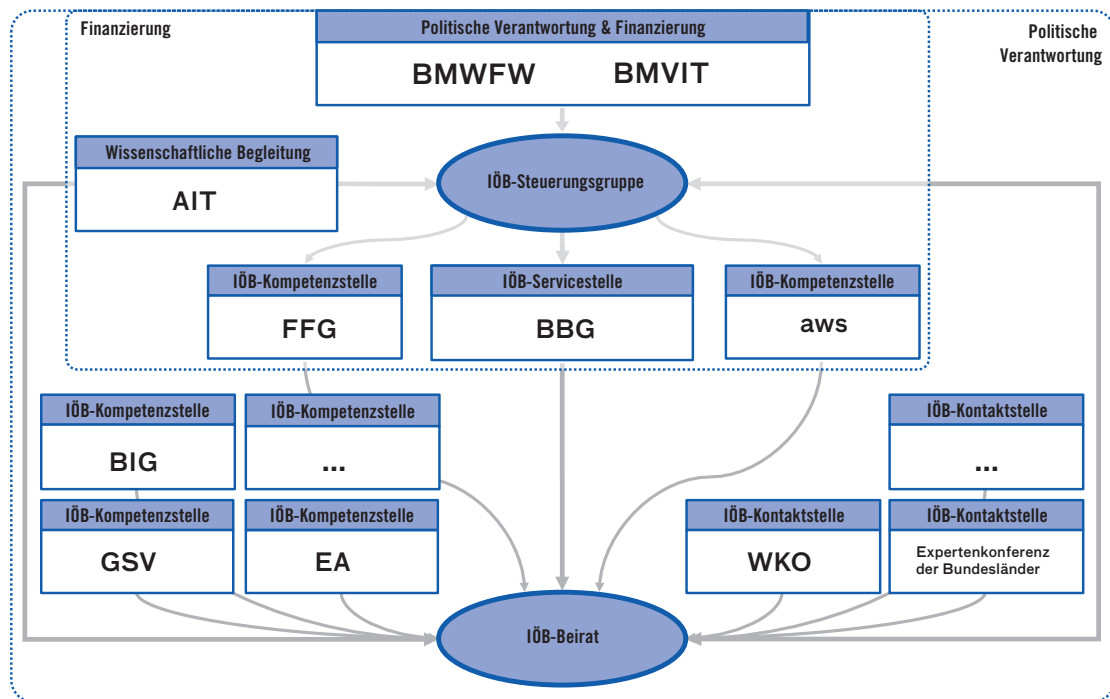 Finanzierung
Politische Verantwortung & Finanzierung
BMWFW BMVIT
Politische
Verantwortung
Wissenschaftliche Begleitung
AIT
IÖB-Steuerungsgruppe
IÖB-Kompetenzstelle
FFG
IÖB-Servicestelle
BBG
IÖB-Kompetenzstelle
aws
IÖB-Kompetenzstelle
BIG
IÖB-Kompetenzstelle
...
IÖB-Kontaktstelle
...
IÖB-Kompetenzstelle
GSV
IÖB-Kompetenzstelle
EA
IÖB-Kontaktstelle
WKO
IÖB-Kontaktstelle
Expertenkonferenz
der Bundesländer
IÖB-Beirat